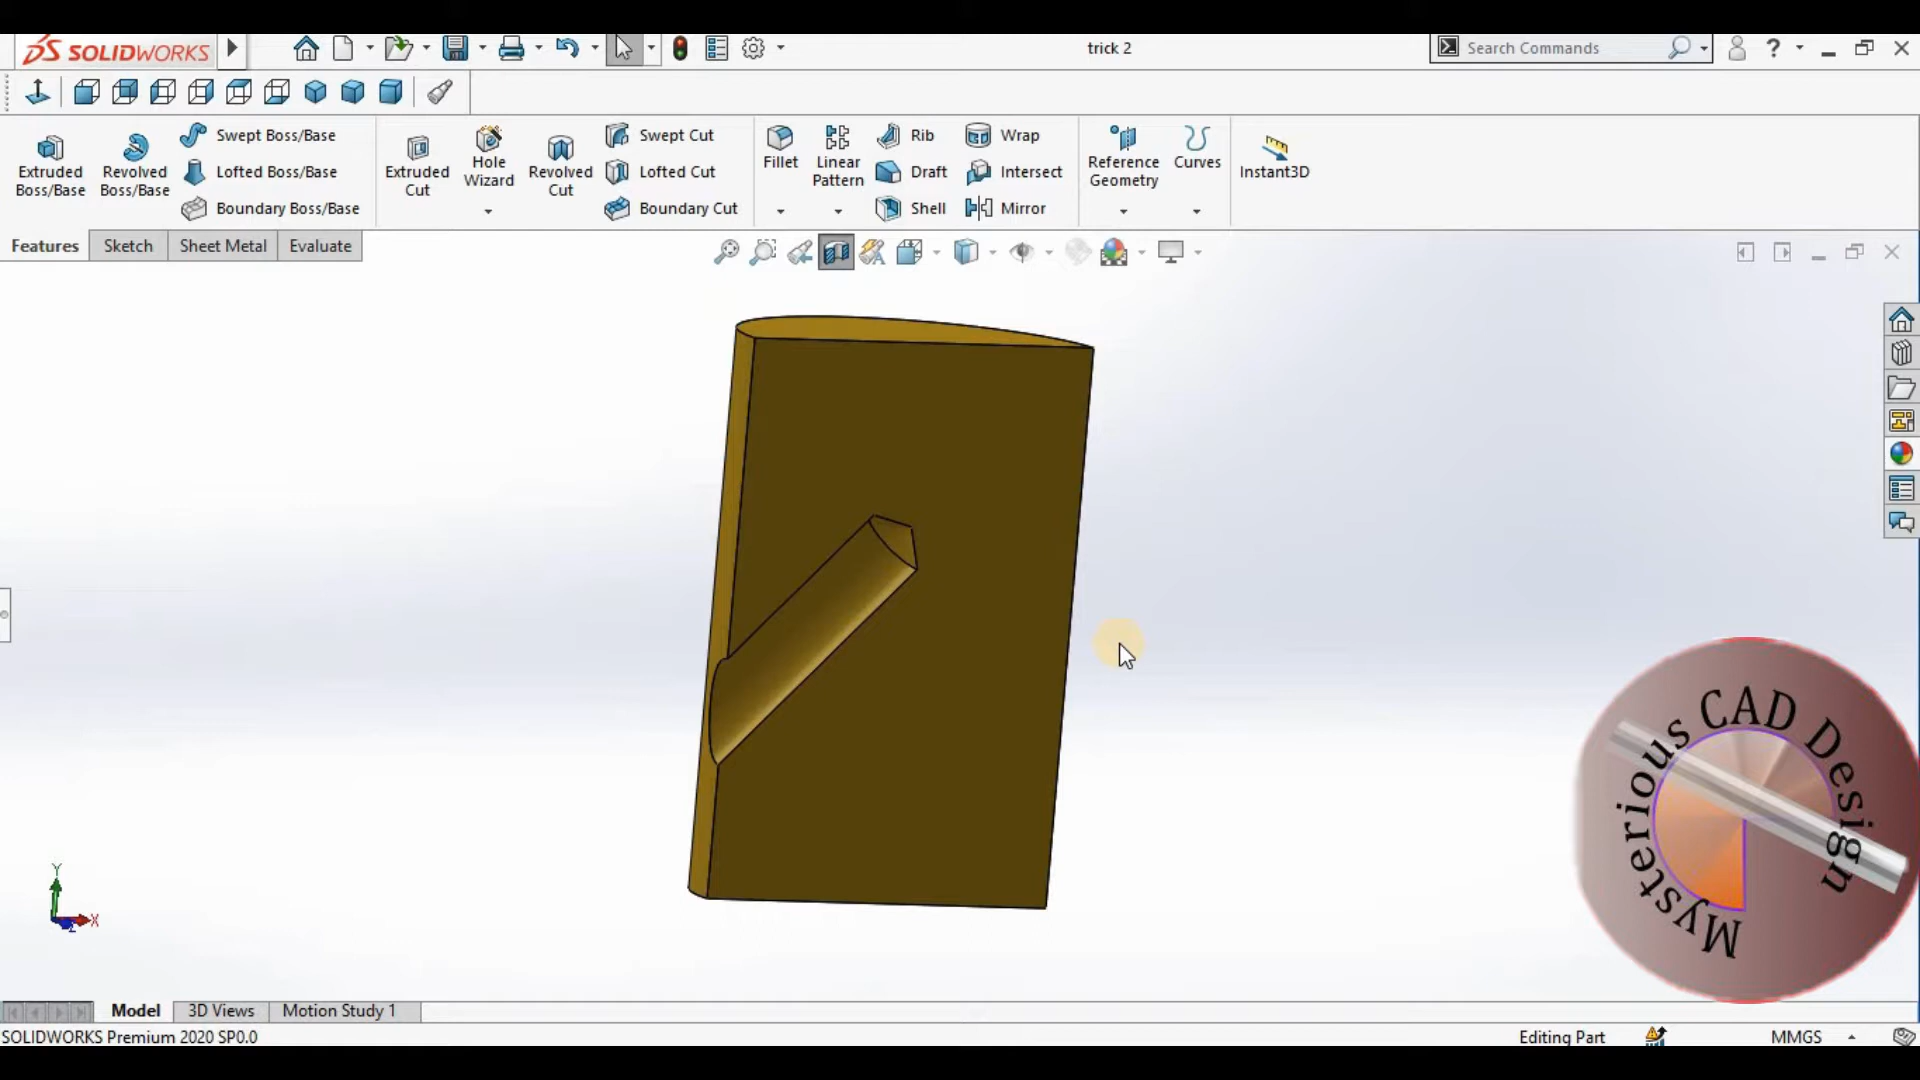 SOLIDWORKS
trick 2
Search Commands
?
Extruded Boss/Base
Revolved Boss/Base
Swept Boss/Base
Lofted Boss/Base
Boundary Boss/Base
Extruded Cut
Hole Wizard
Revolved Cut
Swept Cut
Lofted Cut
Boundary Cut
Fillet
Linear Pattern
Rib
Draft
Shell
Wrap
Intersect
Mirror
Reference Geometry
Curves
Instant3D
Features
Sketch
Sheet Metal
Evaluate
Mysterious CAD Design
Y
X
Z
Model
3D Views
Motion Study 1
SOLIDWORKS Premium 2020 SP0.0
Editing Part
MMGS